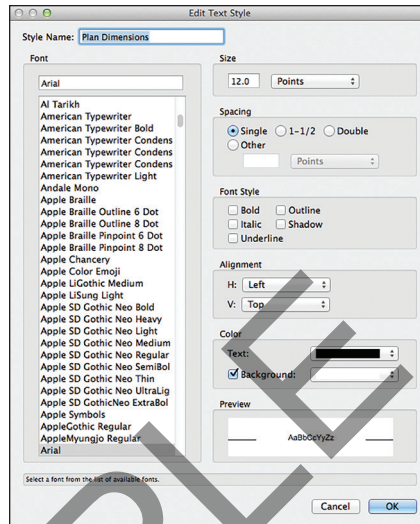 Edit Text Style
Style Name: Plan Dimensions
Font
Arial
Al Tarikh
American Typewriter
American Typewriter Bold
American Typewriter Condens
American Typewriter Condens
American Typewriter Condens
American Typewriter Light
Andale Mono
Apple Braille
Apple Braille Outline 6 Dot
Apple Braille Outline 8 Dot
Apple Braille Pinpoint 6 Dot
Apple Braille Pinpoint 8 Dot
Apple Chancery
Apple Color Emoji
Apple LiGothic Medium
Apple LiSung Light
Apple SD Gothic Neo Bold
Apple SD Gothic Neo Heavy
Apple SD Gothic Neo Light
Apple SD Gothic Neo Medium
Apple SD Gothic Neo Regular
Apple SD Gothic Neo SemiBol
Apple SD Gothic Neo Thin
Apple SD Gothic Neo UltraLig
Apple SD GothicNeo ExtraBol
Apple Symbols
AppleGothic Regular
AppleMyungjo Regular
Arial
Size
12.0 Points
Spacing
Single 1-1/2 Double
Other
Points
Font Style
Bold Outline
Italic Shadow
Underline
Alignment
H: Left
V: Top
Color
Text:
Background:
Preview
AaBbCcYyZz
Select a font from the list of available fonts.
Cancel OK